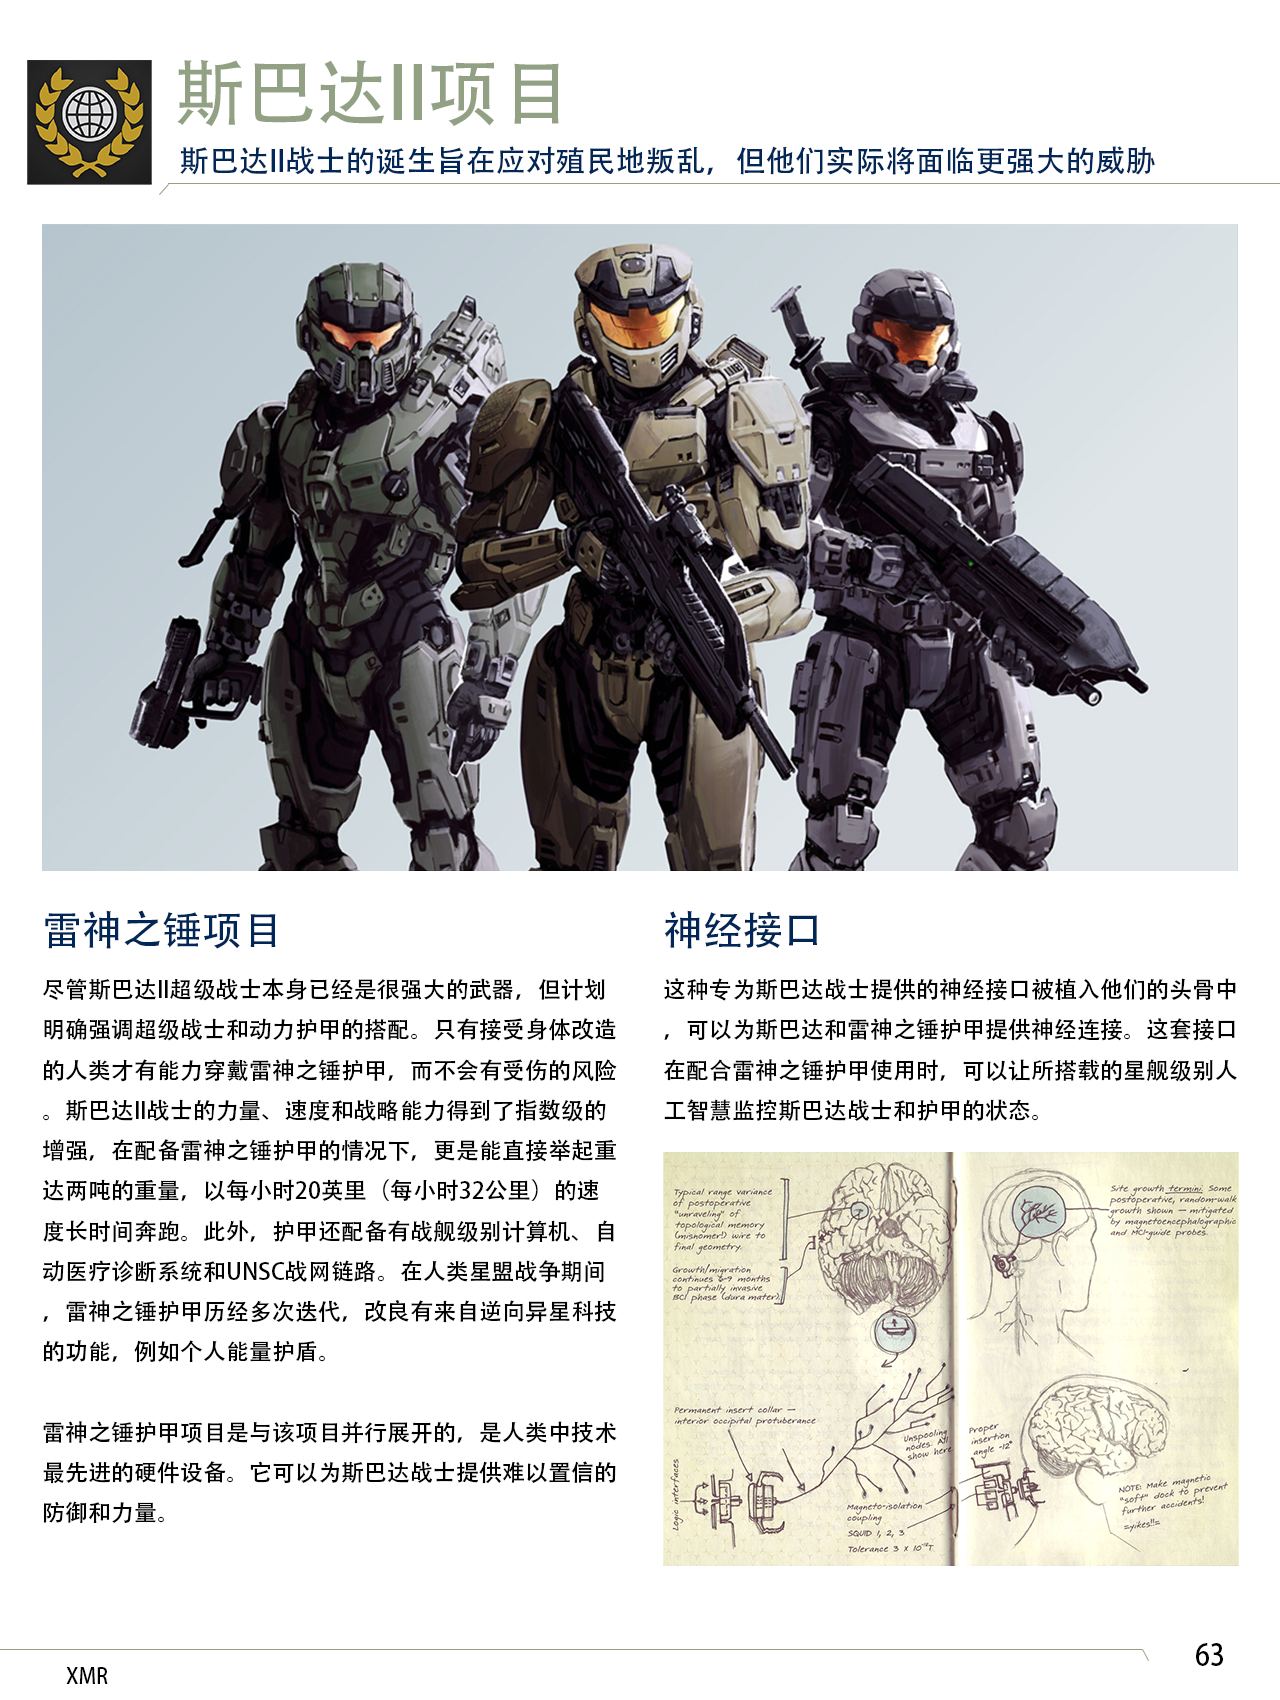 斯巴达II项目
斯巴达II战士的诞生旨在应对殖民地叛乱，但他们实际将面临更强大的威胁
雷神之锤项目
尽管斯巴达II超级战士本身已经是很强大的武器，但计划
明确强调超级战士和动力护甲的搭配。只有接受身体改造
的人类才有能力穿戴雷神之锤护甲，而不会有受伤的风险
。斯巴达II战士的力量、速度和战略能力得到了指数级的
增强，在配备雷神之锤护甲的情况下，更是能直接举起重
达两吨的重量，以每小时20英里（每小时32公里）的速
度长时间奔跑。此外，护甲还配备有战舰级别计算机、自
动医疗诊断系统和UNSC战网链路。在人类星盟战争期间
，雷神之锤护甲历经多次迭代，改良有来自逆向异星科技
的功能，例如个人能量护盾。
雷神之锤护甲项目是与该项目并行展开的，是人类中技术
最先进的硬件设备。它可以为斯巴达战士提供难以置信的
防御和力量。
神经接口
这种专为斯巴达战士提供的神经接口被植入他们的头骨中
，可以为斯巴达和雷神之锤护甲提供神经连接。这套接口
在配合雷神之锤护甲使用时，可以让所搭载的星舰级别人
工智慧监控斯巴达战士和护甲的状态。
Typical range variance
of postoperative
"unraveling" of
topological memory
(misnomer!) wire to
final geometry.
Growth/migration
continues 6-9 months
to partially invasive
BCI phase (dura mater).
Site growth termini. Some
postoperative, random-walk
growth shown — mitigated
by magnetoencephalographic
and MCI-guide probes.
Permanent insert collar —
interior occipital protuberance
Unspooling
nodes. All
show here
Proper
insertion
angle ~12°
Logic interfaces
Magneto-isolation
coupling
SQUID 1, 2, 3
Tolerance 3 x 10⁻¹⁸T
NOTE: Make magnetic
"soft" dock to prevent
further accidents!
=yikes!!=
XMR
63